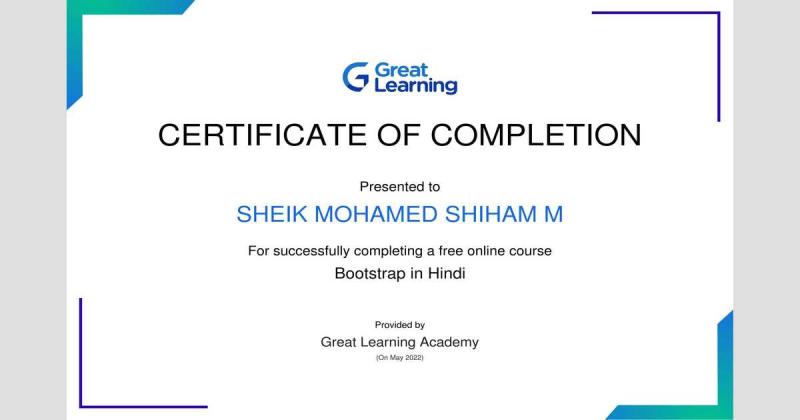 Great
Learning
CERTIFICATE OF COMPLETION
Presented to
SHEIK MOHAMED SHIHAM M
For successfully completing a free online course
Bootstrap in Hindi
Provided by
Great Learning Academy
(On May 2022)